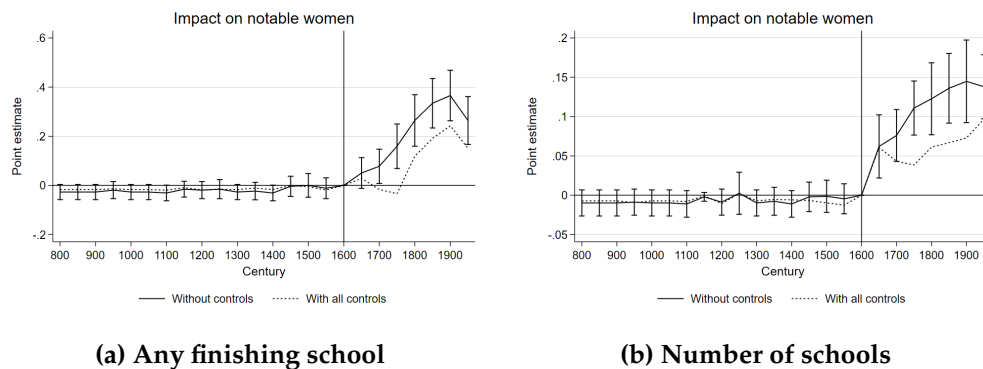 Impact on notable women
.6
.4
.2
0
-.2
Point estimate
800 900 1000 1100 1200 1300 1400 1500 1600 1700 1800 1900
Century
Without controls With all controls
(a) Any finishing school
Impact on notable women
.2
.15
.1
.05
0
-.05
Point estimate
800 900 1000 1100 1200 1300 1400 1500 1600 1700 1800 1900
Century
Without controls With all controls
(b) Number of schools